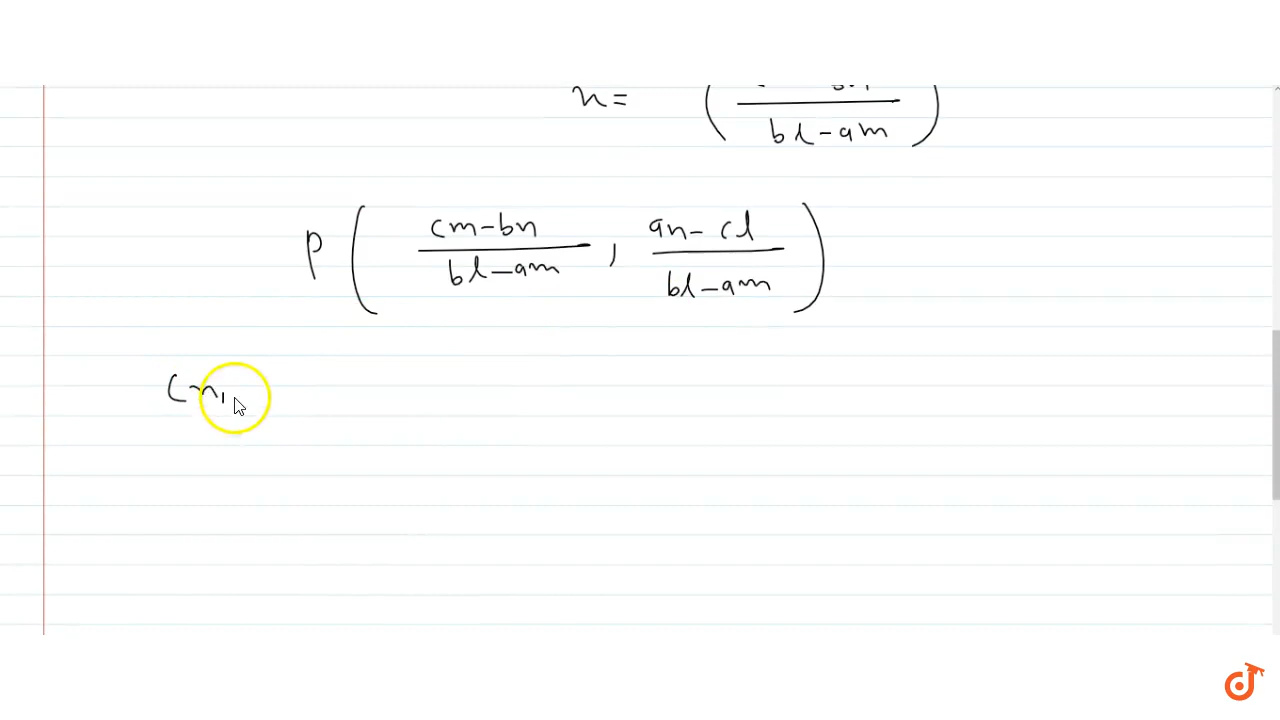 x = ( / bl-am )
P ( cm-bn / bl-am , an-cl / bl-am )
(x,